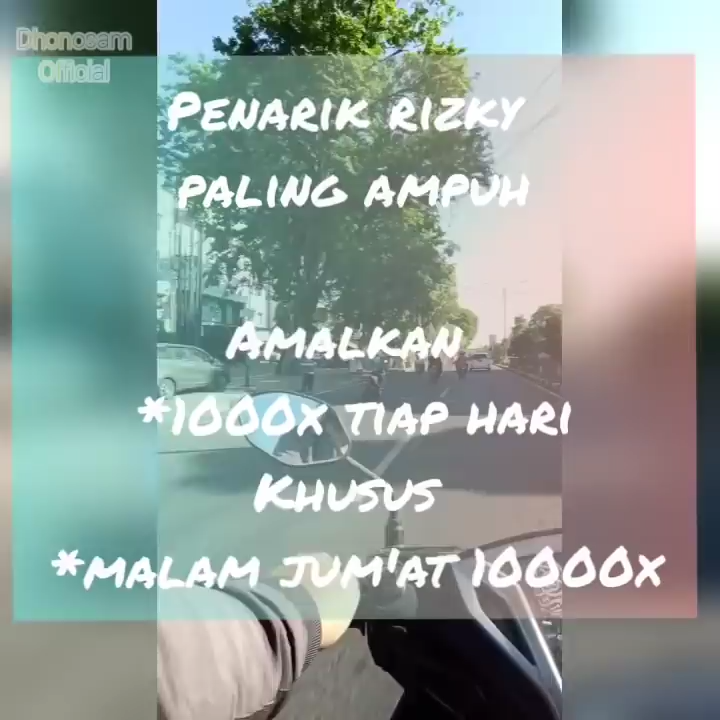 Dhonosam
Official
PENARIK RIZKY
PALING AMPUH
AMALKAN
*1000X TIAP HARI
KHUSUS
*MALAM JUM'AT 10000X